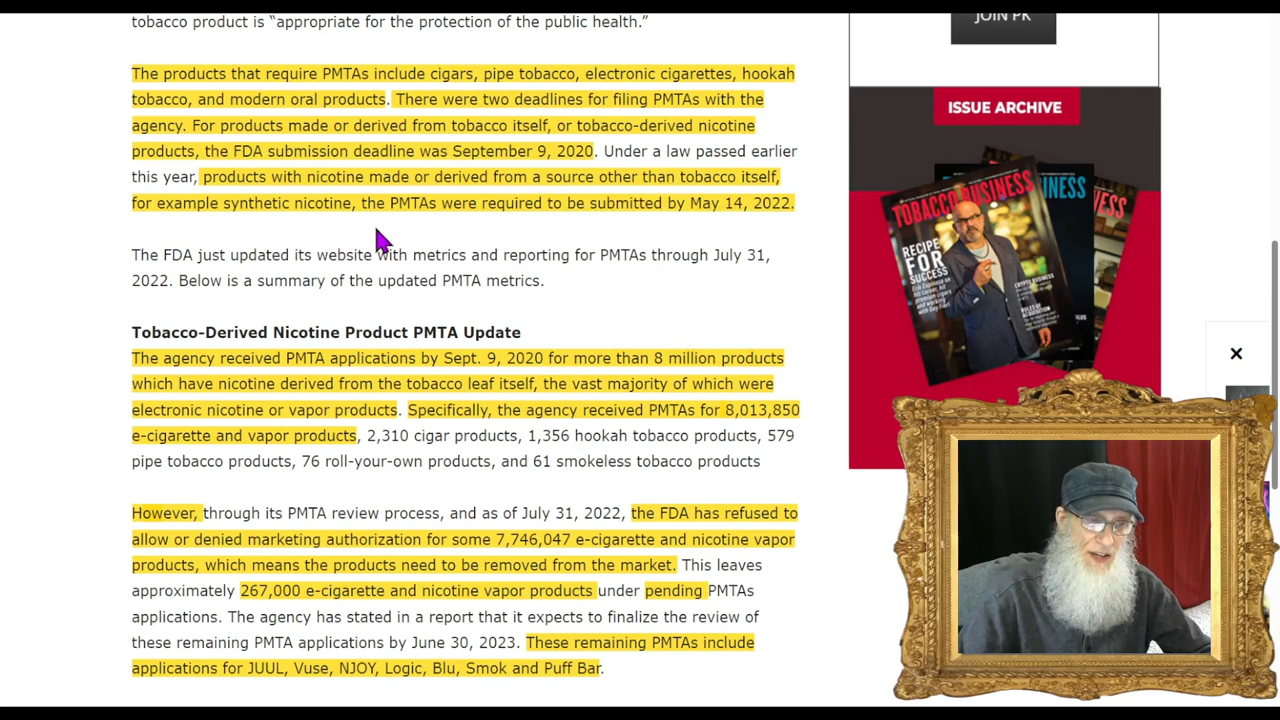 tobacco product is “appropriate for the protection of the public health.”
JOIN PK
The products that require PMTAs include cigars, pipe tobacco, electronic cigarettes, hookah
tobacco, and modern oral products. There were two deadlines for filing PMTAs with the
agency. For products made or derived from tobacco itself, or tobacco-derived nicotine
products, the FDA submission deadline was September 9, 2020. Under a law passed earlier
this year, products with nicotine made or derived from a source other than tobacco itself,
for example synthetic nicotine, the PMTAs were required to be submitted by May 14, 2022.
The FDA just updated its website with metrics and reporting for PMTAs through July 31,
2022. Below is a summary of the updated PMTA metrics.
Tobacco-Derived Nicotine Product PMTA Update
The agency received PMTA applications by Sept. 9, 2020 for more than 8 million products
which have nicotine derived from the tobacco leaf itself, the vast majority of which were
electronic nicotine or vapor products. Specifically, the agency received PMTAs for 8,013,850
e-cigarette and vapor products, 2,310 cigar products, 1,356 hookah tobacco products, 579
pipe tobacco products, 76 roll-your-own products, and 61 smokeless tobacco products
However, through its PMTA review process, and as of July 31, 2022, the FDA has refused to
allow or denied marketing authorization for some 7,746,047 e-cigarette and nicotine vapor
products, which means the products need to be removed from the market. This leaves
approximately 267,000 e-cigarette and nicotine vapor products under pending PMTAs
applications. The agency has stated in a report that it expects to finalize the review of
these remaining PMTA applications by June 30, 2023. These remaining PMTAs include
applications for JUUL, Vuse, NJOY, Logic, Blu, Smok and Puff Bar.
ISSUE ARCHIVE
TOBACCO BUSINESS
RECIPE
FOR
SUCCESS